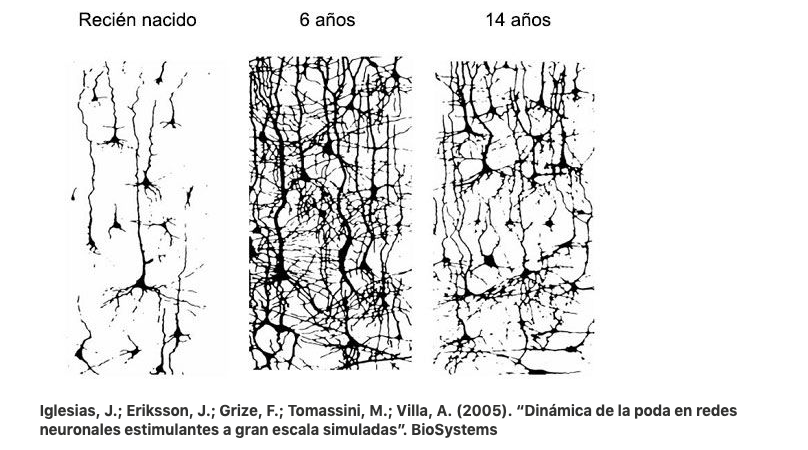 Recién nacido 6 años 14 años
Iglesias, J.; Eriksson, J.; Grize, F.; Tomassini, M.; Villa, A. (2005). “Dinámica de la poda en redes
neuronales estimulantes a gran escala simuladas”. BioSystems